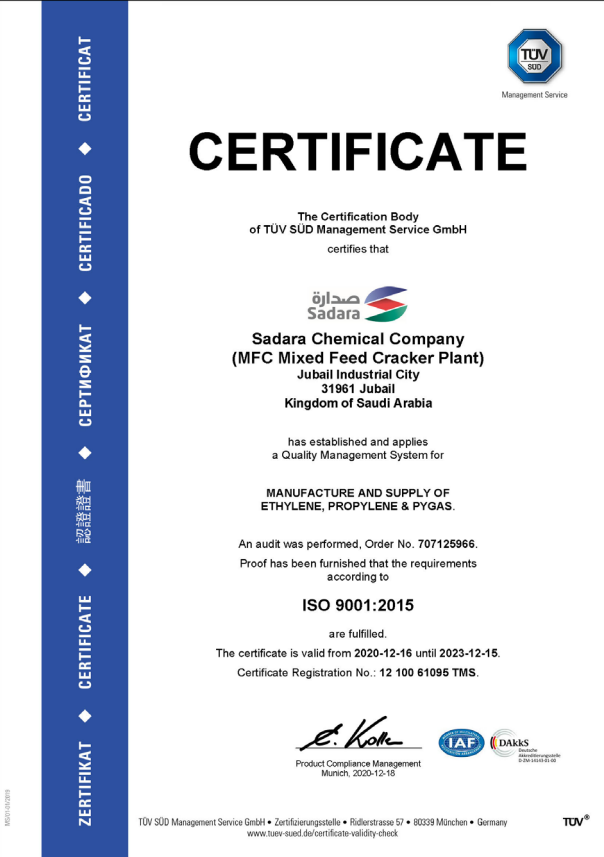 ZERTIFIKAT ◆ CERTIFICATE ◆ 認證證書 ◆ СЕРТИФИКАТ ◆ CERTIFICADO ◆ CERTIFICAT
TÜV
SÜD
Management Service
CERTIFICATE
The Certification Body
of TÜV SÜD Management Service GmbH
certifies that
صدارة
Sadara
Sadara Chemical Company
(MFC Mixed Feed Cracker Plant)
Jubail Industrial City
31961 Jubail
Kingdom of Saudi Arabia
has established and applies
a Quality Management System for
MANUFACTURE AND SUPPLY OF
ETHYLENE, PROPYLENE & PYGAS.
An audit was performed, Order No. 707125966.
Proof has been furnished that the requirements
according to
ISO 9001:2015
are fulfilled.
The certificate is valid from 2020-12-16 until 2023-12-15.
Certificate Registration No.: 12 100 61095 TMS.
E. Kolle
Product Compliance Management
Munich, 2020-12-18
IAF
DAkkS
Deutsche
Akkreditierungsstelle
D-ZM-14143-01-00
TÜV SÜD Management Service GmbH • Zertifizierungsstelle • Ridlerstrasse 57 • 80339 München • Germany
www.tuev-sued.de/certificate-validity-check
TÜV®